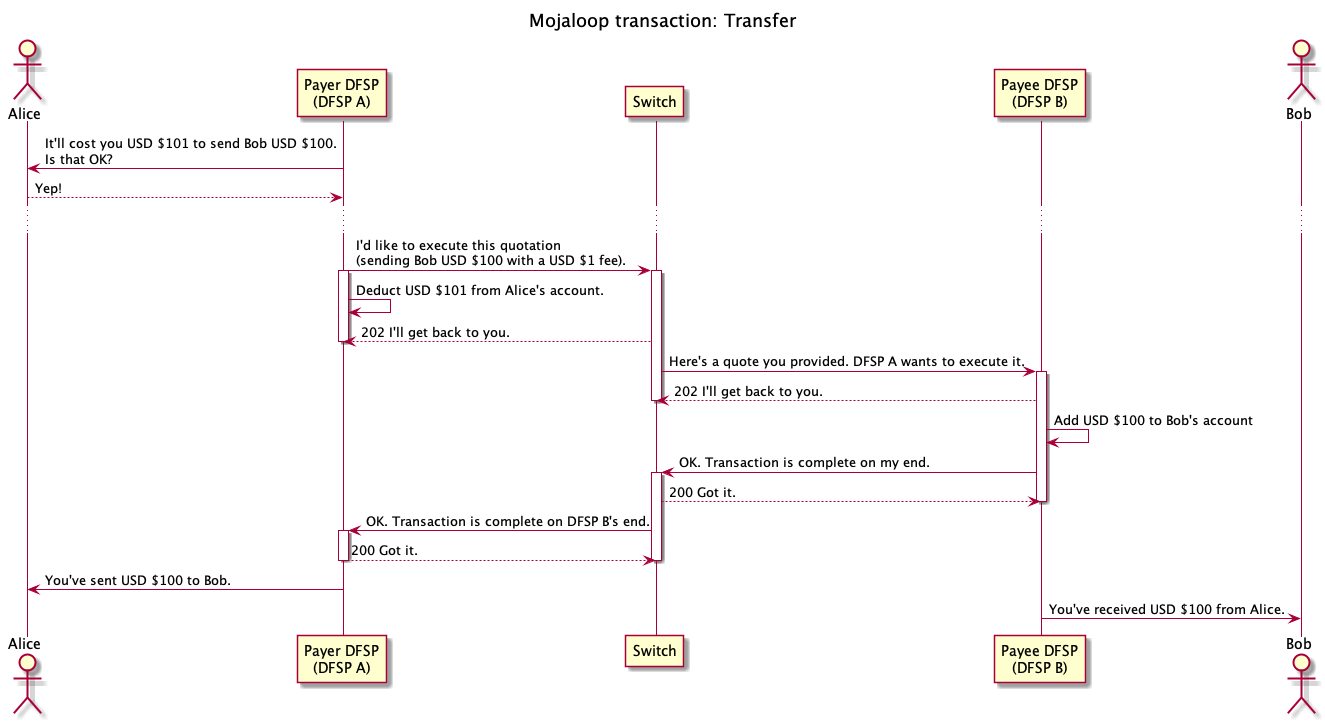 Mojaloop transaction: Transfer
Alice
Payer DFSP
(DFSP A)
Switch
Payee DFSP
(DFSP B)
Bob
It'll cost you USD $101 to send Bob USD $100.
Is that OK?
Yep!
I'd like to execute this quotation
(sending Bob USD $100 with a USD $1 fee).
Deduct USD $101 from Alice's account.
202 I'll get back to you.
Here's a quote you provided. DFSP A wants to execute it.
202 I'll get back to you.
Add USD $100 to Bob's account
OK. Transaction is complete on my end.
200 Got it.
OK. Transaction is complete on DFSP B's end.
200 Got it.
You've sent USD $100 to Bob.
You've received USD $100 from Alice.
Alice
Payer DFSP
(DFSP A)
Switch
Payee DFSP
(DFSP B)
Bob